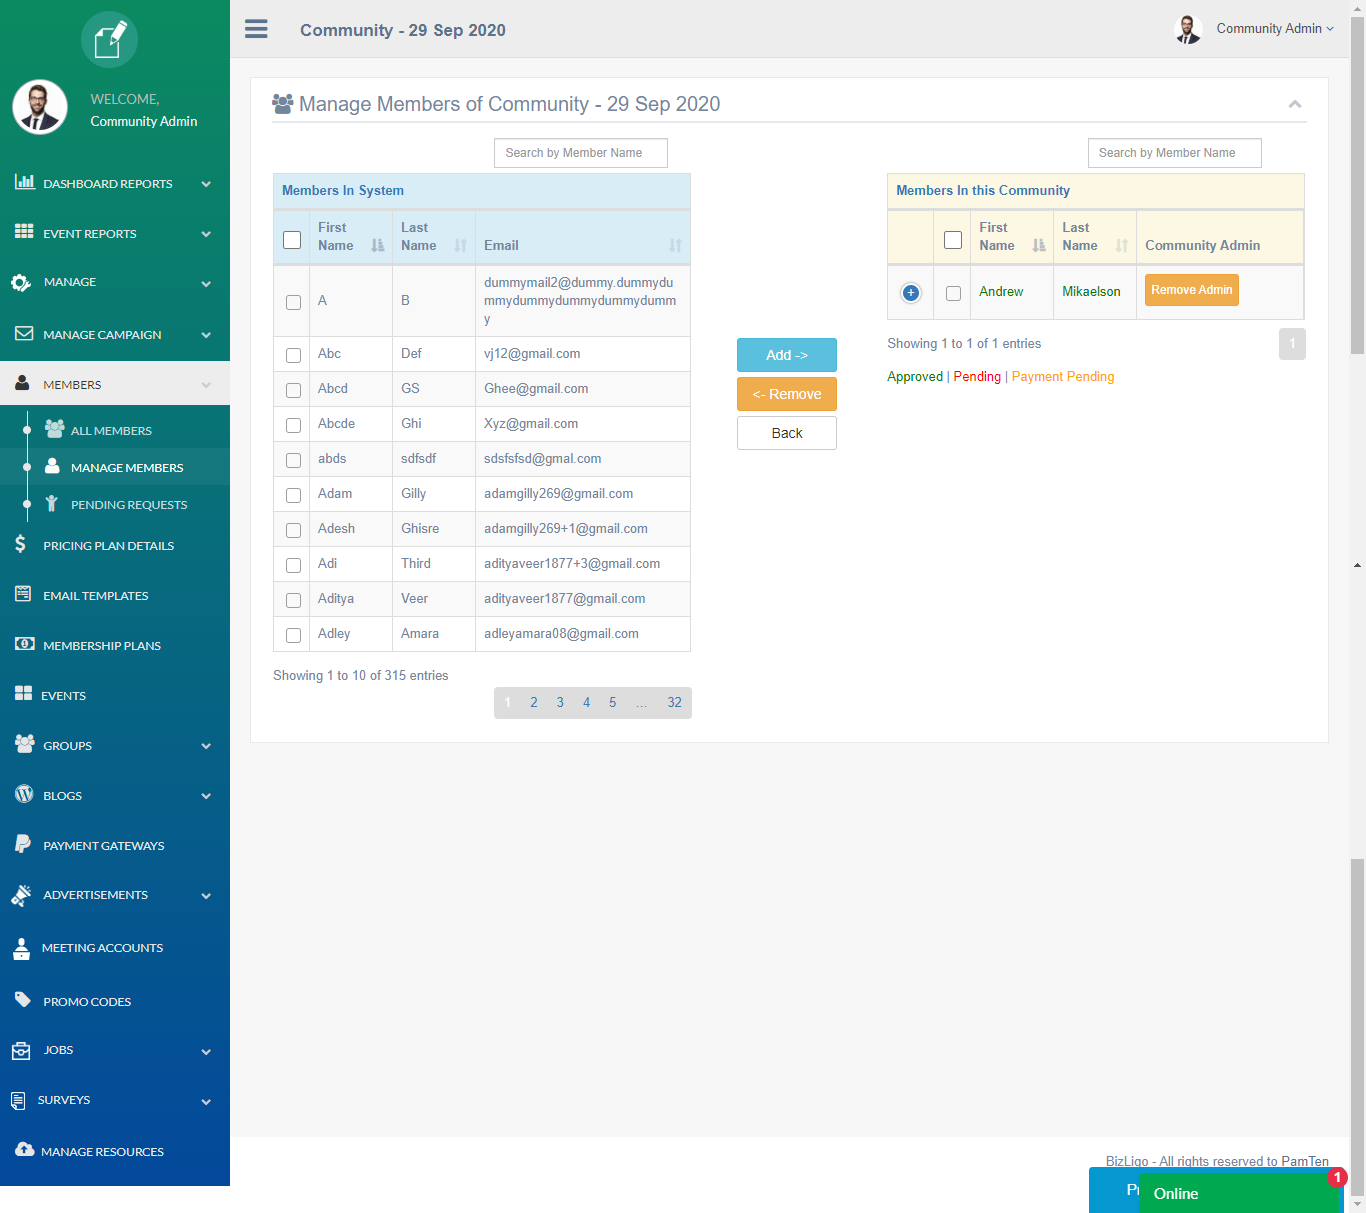 Community - 29 Sep 2020
Community Admin
WELCOME,
Community Admin
DASHBOARD REPORTS
EVENT REPORTS
MANAGE
MANAGE CAMPAIGN
MEMBERS
ALL MEMBERS
MANAGE MEMBERS
PENDING REQUESTS
PRICING PLAN DETAILS
EMAIL TEMPLATES
MEMBERSHIP PLANS
EVENTS
GROUPS
BLOGS
PAYMENT GATEWAYS
ADVERTISEMENTS
MEETING ACCOUNTS
PROMO CODES
JOBS
SURVEYS
MANAGE RESOURCES
Manage Members of Community - 29 Sep 2020
Search by Member Name
Members In System
First Name Last Name Email
A B dummymail2@dummy.dummydu
mmydummydummydummydumm
y
Abc Def vj12@gmail.com
Abcd GS Ghee@gmail.com
Abcde Ghi Xyz@gmail.com
abds sdfsdf sdsfsfsd@gmal.com
Adam Gilly adamgilly269@gmail.com
Adesh Ghisre adamgilly269+1@gmail.com
Adi Third adityaveer1877+3@gmail.com
Aditya Veer adityaveer1877@gmail.com
Adley Amara adleyamara08@gmail.com
Showing 1 to 10 of 315 entries
1 2 3 4 5 ... 32
Add ->
<- Remove
Back
Search by Member Name
Members In this Community
First Name Last Name Community Admin
Andrew Mikaelson Remove Admin
Showing 1 to 1 of 1 entries
1
Approved | Pending | Payment Pending
BizLigo - All rights reserved to PamTen
Online
1